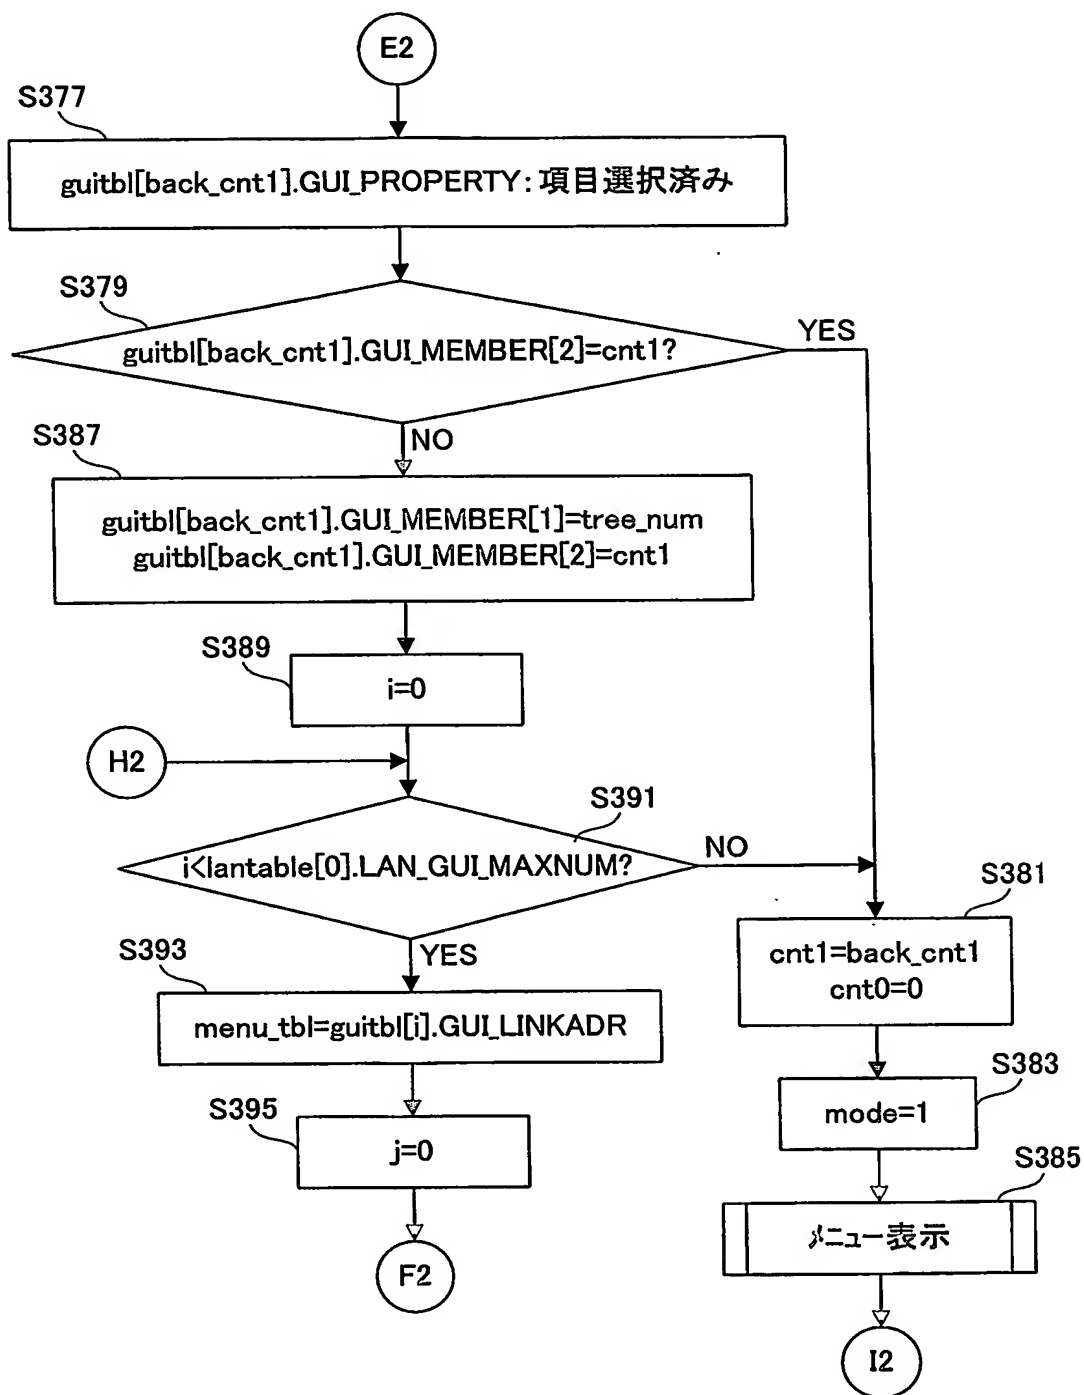 E2
S377
guitbl[back_cnt1].GUI_PROPERTY:項目選択済み
S379
guitbl[back_cnt1].GUI_MEMBER[2]=cnt1?
YES
NO
S387
guitbl[back_cnt1].GUI_MEMBER[1]=tree_num
guitbl[back_cnt1].GUI_MEMBER[2]=cnt1
S389
i=0
H2
S391
i<lantable[0].LAN_GUI_MAXNUM?
NO
YES
S381
cnt1=back_cnt1
cnt0=0
S393
menu_tbl=guitbl[i].GUI_LINKADR
S383
mode=1
S395
j=0
S385
メニュー表示
F2
I2